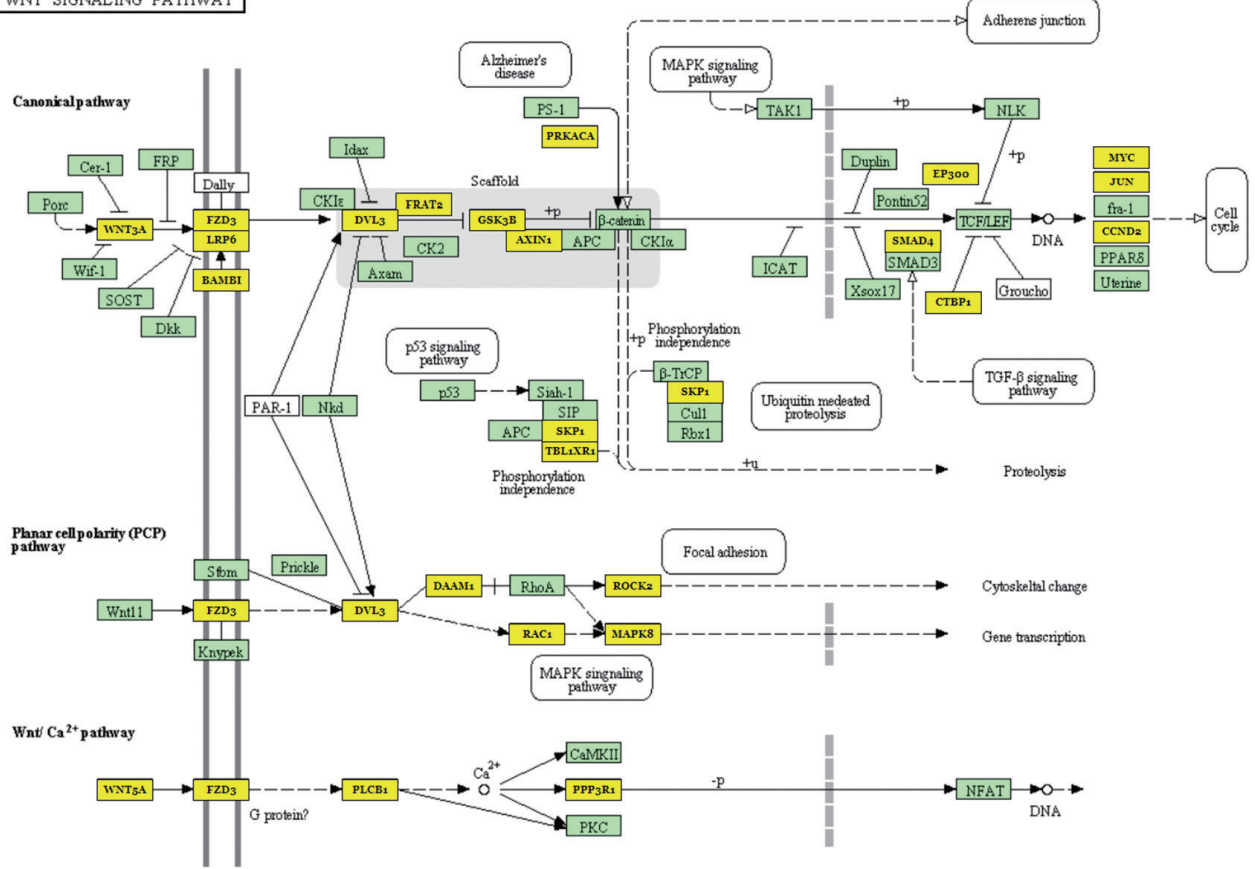 WNT SIGNALING PATHWAY
Adherens junction
Alzheimer's
disease
MAPK signaling
pathway
Canonical pathway
PS-1
TAK1
+p
NLK
PRKACA
Idax
FRP
Cer-1
Duplin
+p
MYC
Dally
Scaffold
EP300
JUN
Porc
CKIε
FRAT2
Pontin52
fra-1
Cell
cycle
WNT3A
FZD3
DVL3
GSK3B
+p
β-catenin
TCF/LEF
DNA
CCND2
LRP6
CK2
AXIN1
APC
CKIα
SMAD4
PPARδ
Wif-1
BAMBI
Axam
ICAT
SMAD3
Uterine
SOST
Xsox17
CTBP1
Groucho
Dkk
p53 signaling
pathway
+p
Phosphorylation
independence
TGF-β signaling
pathway
β-TrCP
p53
Siah-1
SKP1
Ubiquitin medeated
proteolysis
PAR-1
Nkd
SIP
Cul1
APC
SKP1
Rbx1
TBL1XR1
+u
Proteolysis
Phosphorylation
independence
Planar cell polarity (PCP)
pathway
Focal adhesion
Stbm
Prickle
DAAM1
RhoA
ROCK2
Cytoskeltal change
Wnt11
FZD3
DVL3
RAC1
MAPK8
Gene transcription
Knypek
MAPK singnaling
pathway
Wnt/ Ca2+ pathway
CaMKII
Ca2+
WNT5A
FZD3
PLCB1
PPP3R1
-p
NFAT
G protein?
DNA
PKC